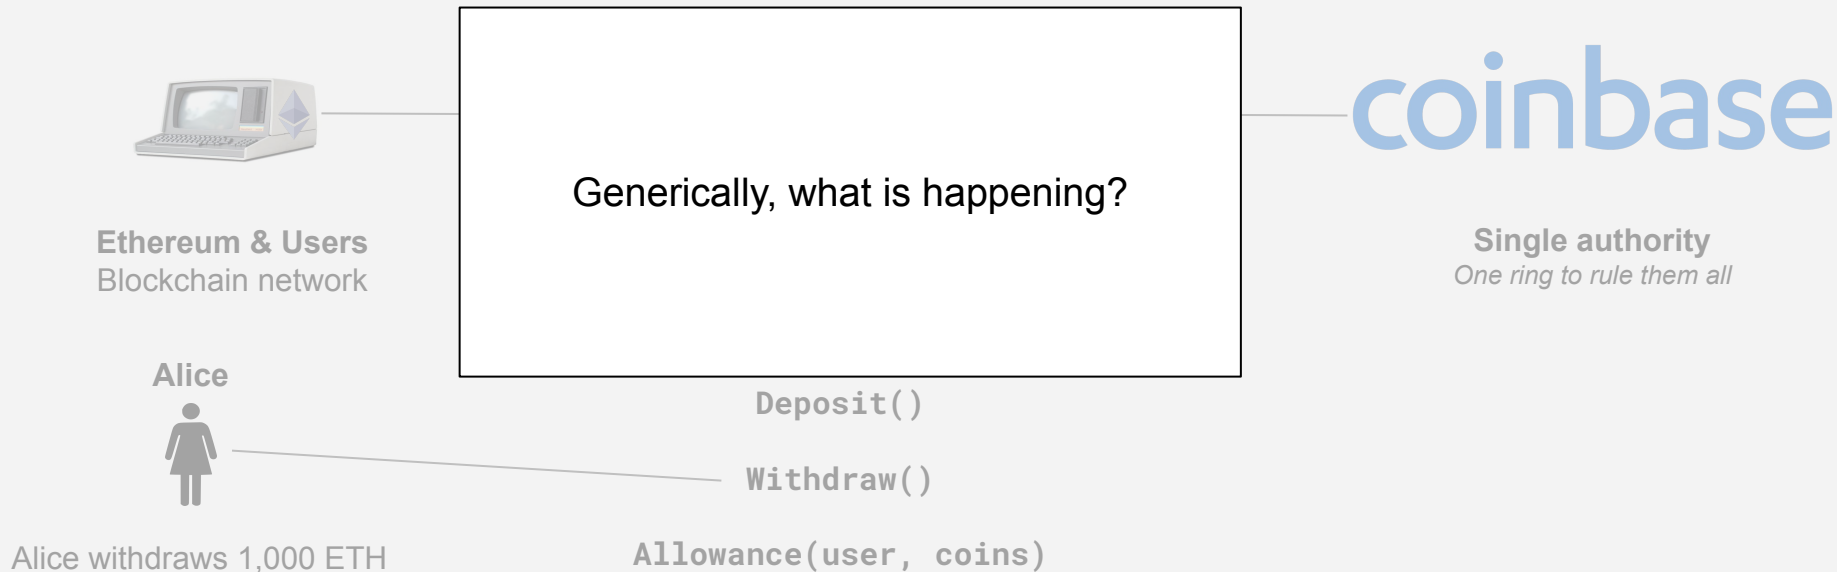 Generically, what is happening?
coinbase
Ethereum & Users
Blockchain network
Single authority
One ring to rule them all
Alice
Deposit()
Withdraw()
Alice withdraws 1,000 ETH
Allowance(user, coins)